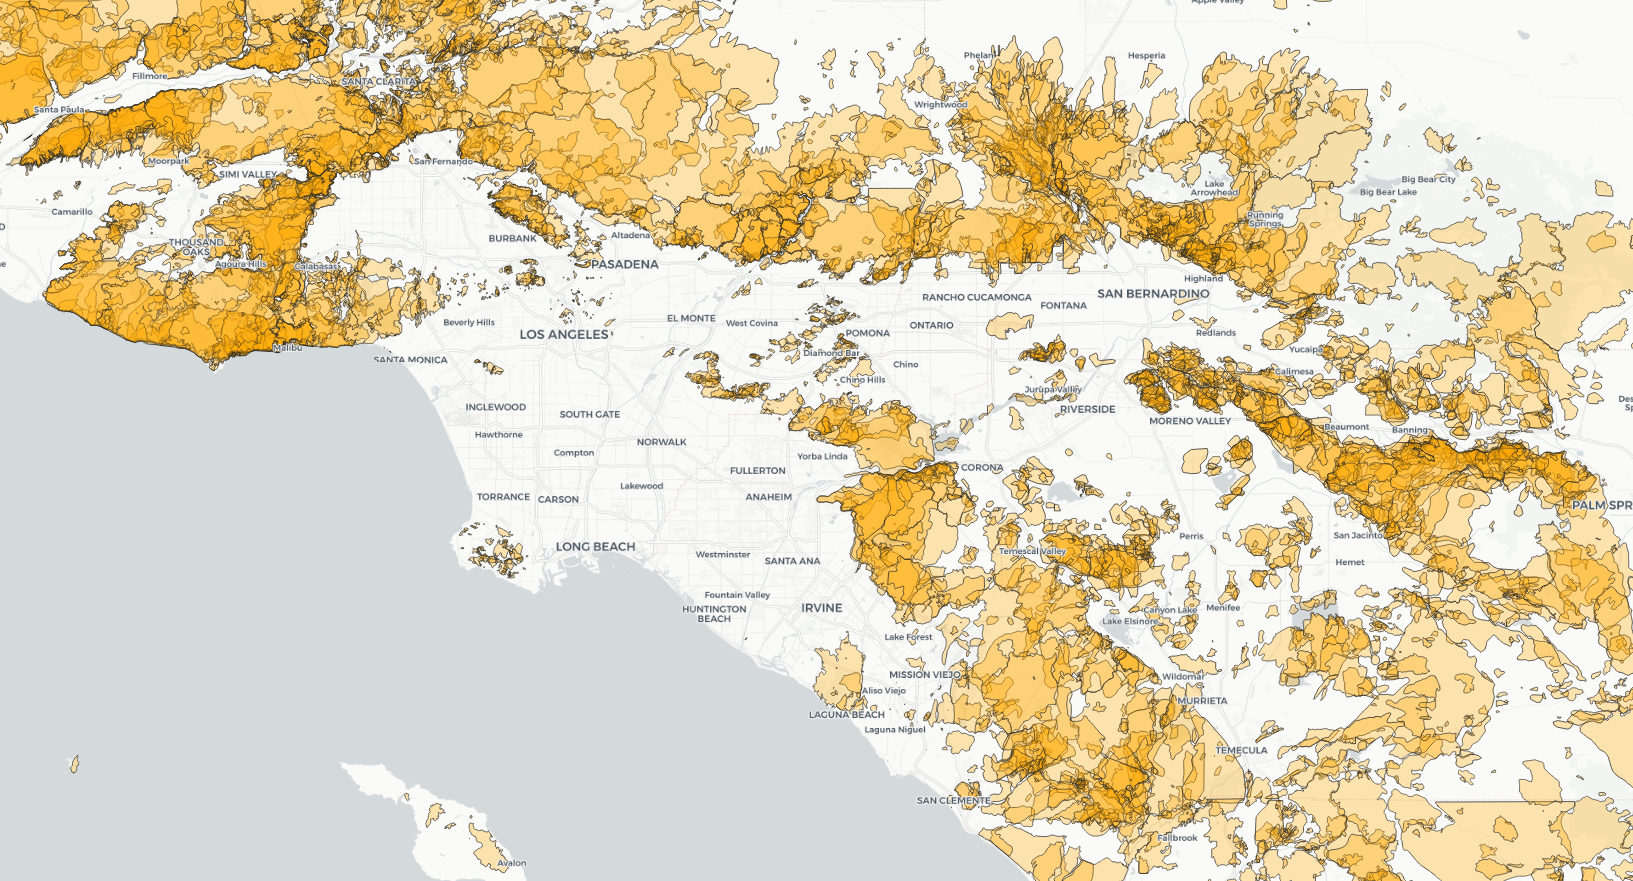 Apple Valley
Phelan
Hesperia
Fillmore
SANTA CLARITA
Wrightwood
Santa Paula
Moorpark
San Fernando
SIMI VALLEY
Lake
Arrowhead
Big Bear City
Big Bear Lake
Camarillo
D
Running
Springs
THOUSAND
OAKS
BURBANK
Altadena
e
Agoura Hills
Calabasas
PASADENA
Highland
SAN BERNARDINO
RANCHO CUCAMONGA
FONTANA
Beverly Hills
EL MONTE
West Covina
ONTARIO
LOS ANGELES
POMONA
Redlands
Malibu
SANTA MONICA
Diamond Bar
Yucaipa
Chino
Calimesa
Chino Hills
Jurupa Valley
Des
Sp
INGLEWOOD
SOUTH GATE
RIVERSIDE
MORENO VALLEY
Beaumont
Banning
Hawthorne
NORWALK
Compton
Yorba Linda
FULLERTON
CORONA
Lakewood
TORRANCE
CARSON
ANAHEIM
PALM SPR
LONG BEACH
Westminster
SANTA ANA
Temescal Valley
Perris
San Jacinto
Hemet
Fountain Valley
HUNTINGTON
BEACH
IRVINE
Canyon Lake
Menifee
Lake Elsinore
Lake Forest
MISSION VIEJO
Wildomar
Aliso Viejo
MURRIETA
LAGUNA BEACH
Laguna Niguel
TEMECULA
SAN CLEMENTE
Fallbrook
Avalon